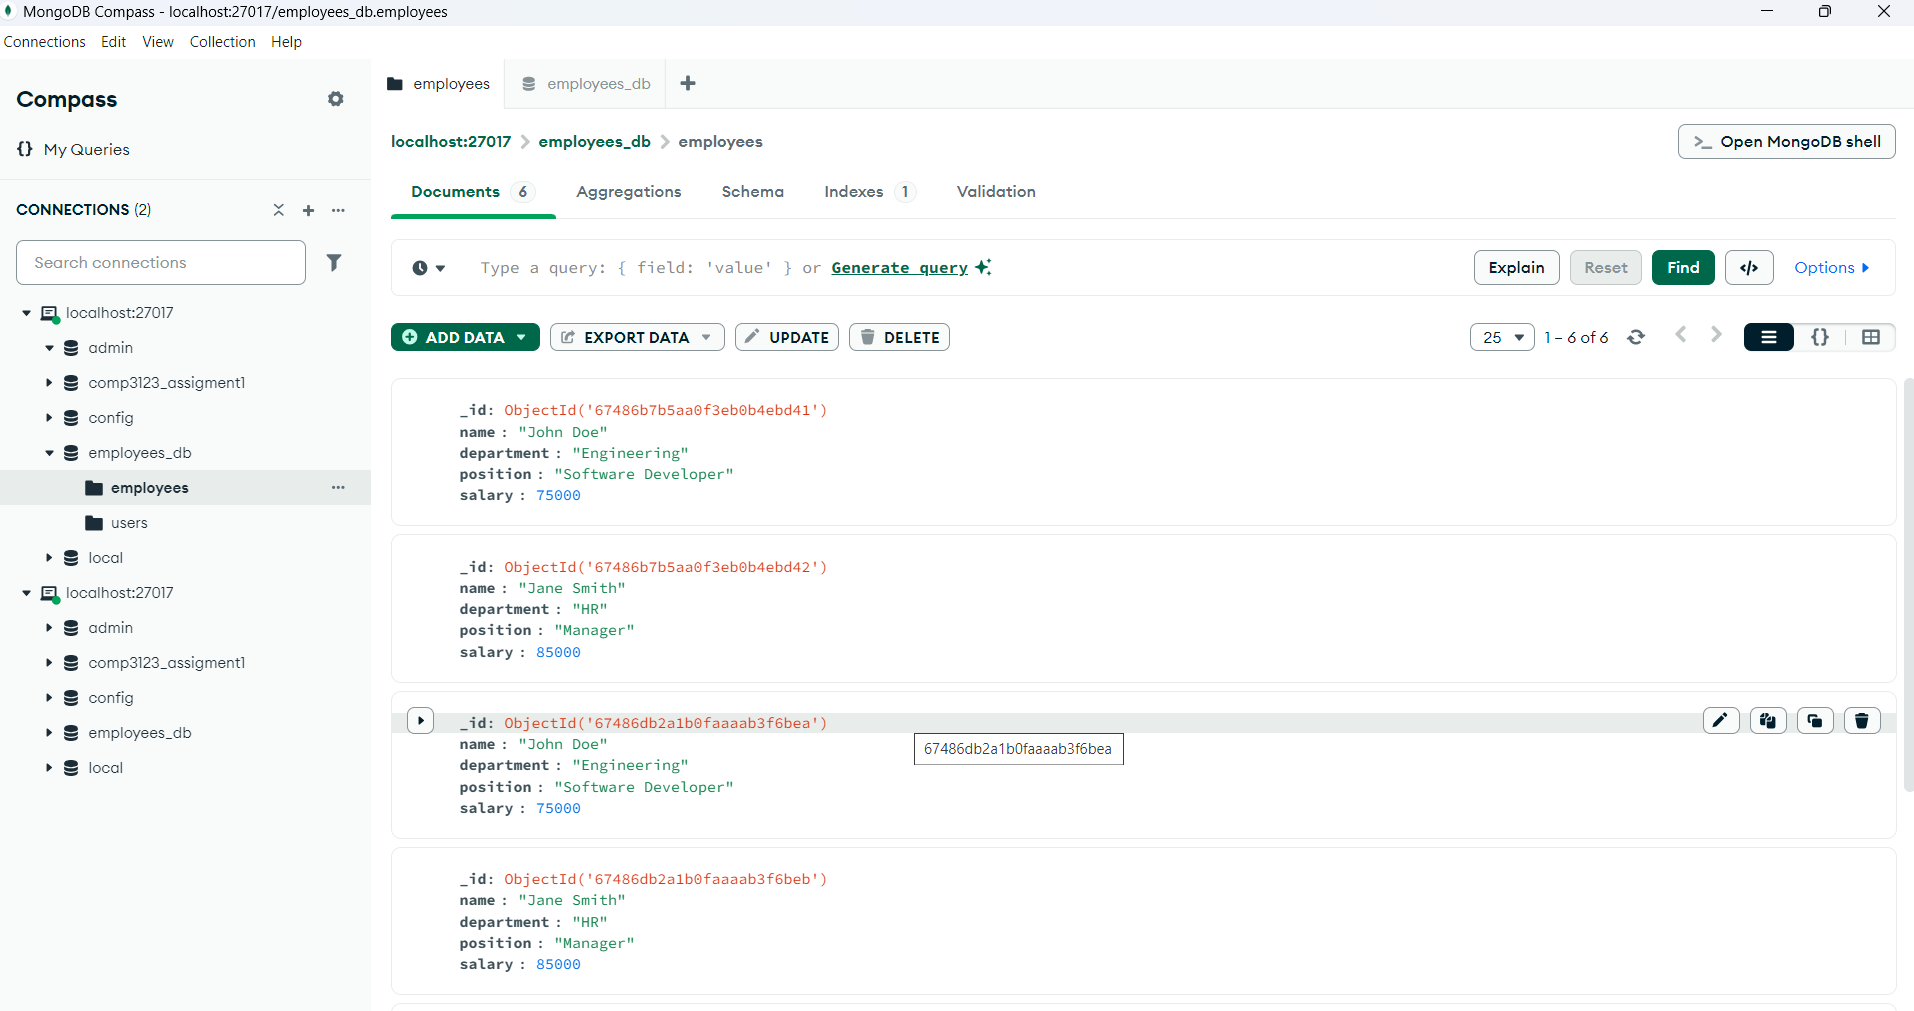 MongoDB Compass - localhost:27017/employees_db.employees
Connections Edit View Collection Help
Compass
{} My Queries
CONNECTIONS (2)
Search connections
localhost:27017
admin
comp3123_assigment1
config
employees_db
employees
users
local
localhost:27017
admin
comp3123_assigment1
config
employees_db
local
employees employees_db
localhost:27017 > employees_db > employees
>_ Open MongoDB shell
Documents 6 Aggregations Schema Indexes 1 Validation
Type a query: { field: 'value' } or Generate query
Explain Reset Find </> Options
ADD DATA EXPORT DATA UPDATE DELETE
25 1 – 6 of 6 {}
_id: ObjectId('67486b7b5aa0f3eb0b4ebd41')
name : "John Doe"
department : "Engineering"
position : "Software Developer"
salary : 75000
_id: ObjectId('67486b7b5aa0f3eb0b4ebd42')
name : "Jane Smith"
department : "HR"
position : "Manager"
salary : 85000
_id: ObjectId('67486db2a1b0faaaab3f6bea')
name : "John Doe"
67486db2a1b0faaaab3f6bea
department : "Engineering"
position : "Software Developer"
salary : 75000
_id: ObjectId('67486db2a1b0faaaab3f6beb')
name : "Jane Smith"
department : "HR"
position : "Manager"
salary : 85000